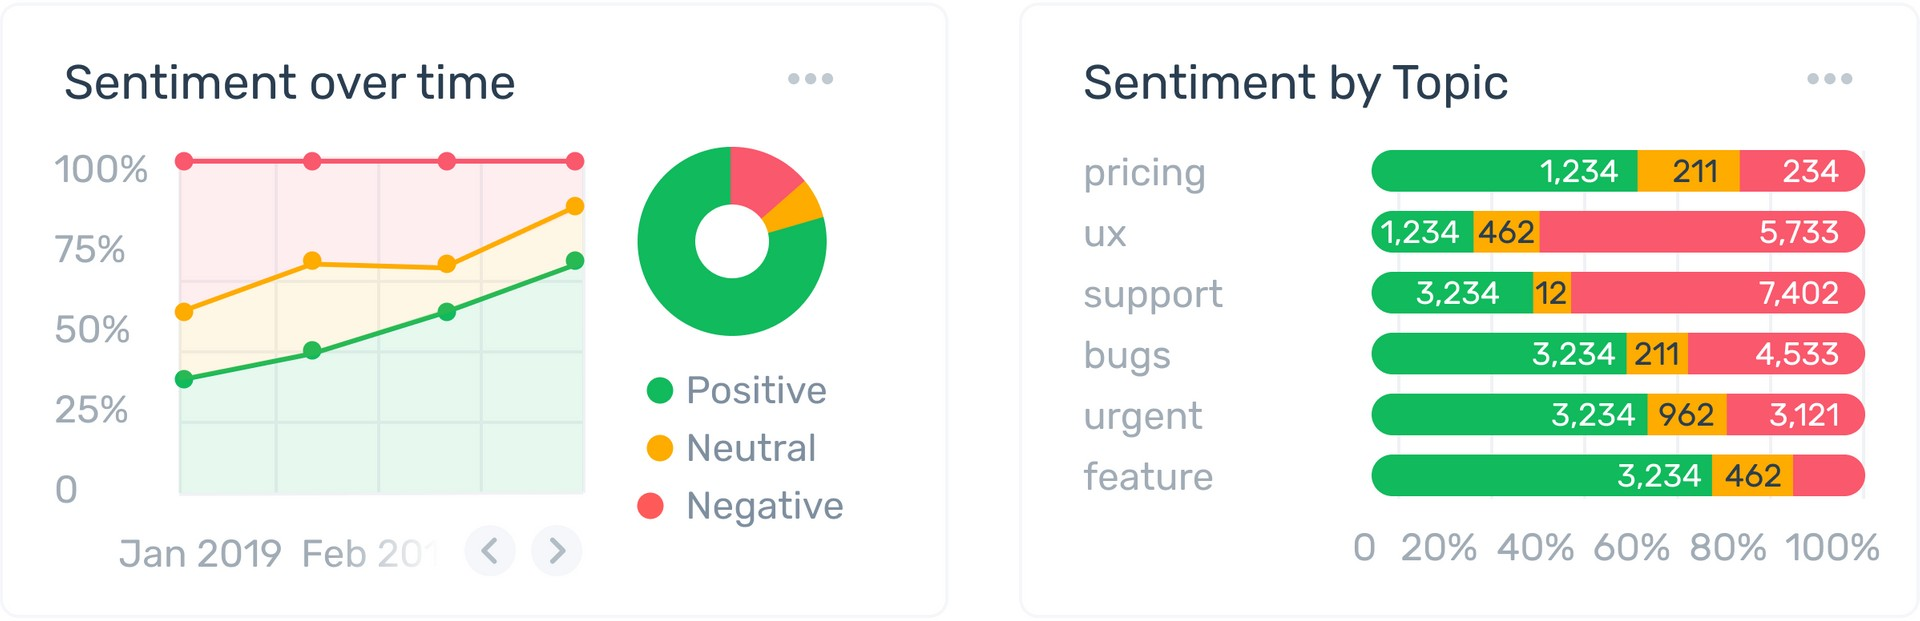 Sentiment over time
100%
75%
50%
25%
0
Jan 2019 Feb 201
Positive
Neutral
Negative
Sentiment by Topic
pricing 1,234 211 234
ux 1,234 462 5,733
support 3,234 12 7,402
bugs 3,234 211 4,533
urgent 3,234 962 3,121
feature 3,234 462
0 20% 40% 60% 80% 100%